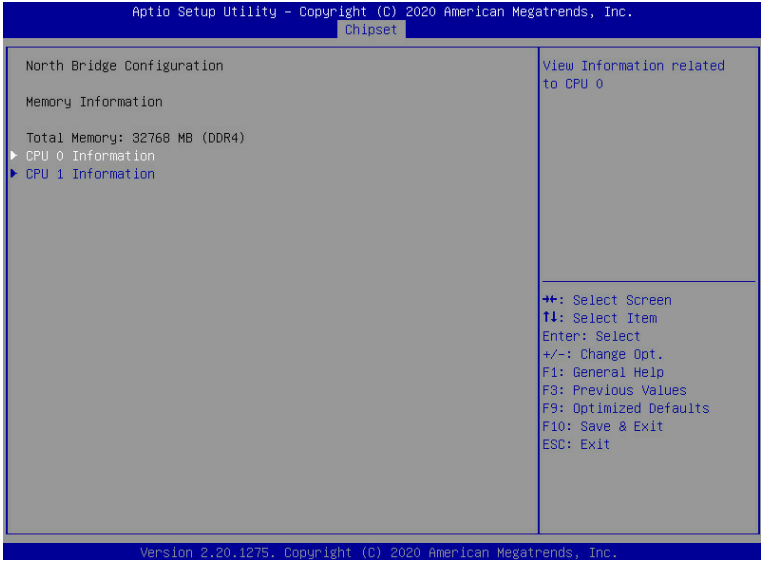 Aptio Setup Utility – Copyright (C) 2020 American Megatrends, Inc.
Chipset
North Bridge Configuration
Memory Information
Total Memory: 32768 MB (DDR4)
▶ CPU 0 Information
▶ CPU 1 Information
View Information related
to CPU 0
→←: Select Screen
↑↓: Select Item
Enter: Select
+/-: Change Opt.
F1: General Help
F3: Previous Values
F9: Optimized Defaults
F10: Save & Exit
ESC: Exit
Version 2.20.1275. Copyright (C) 2020 American Megatrends, Inc.